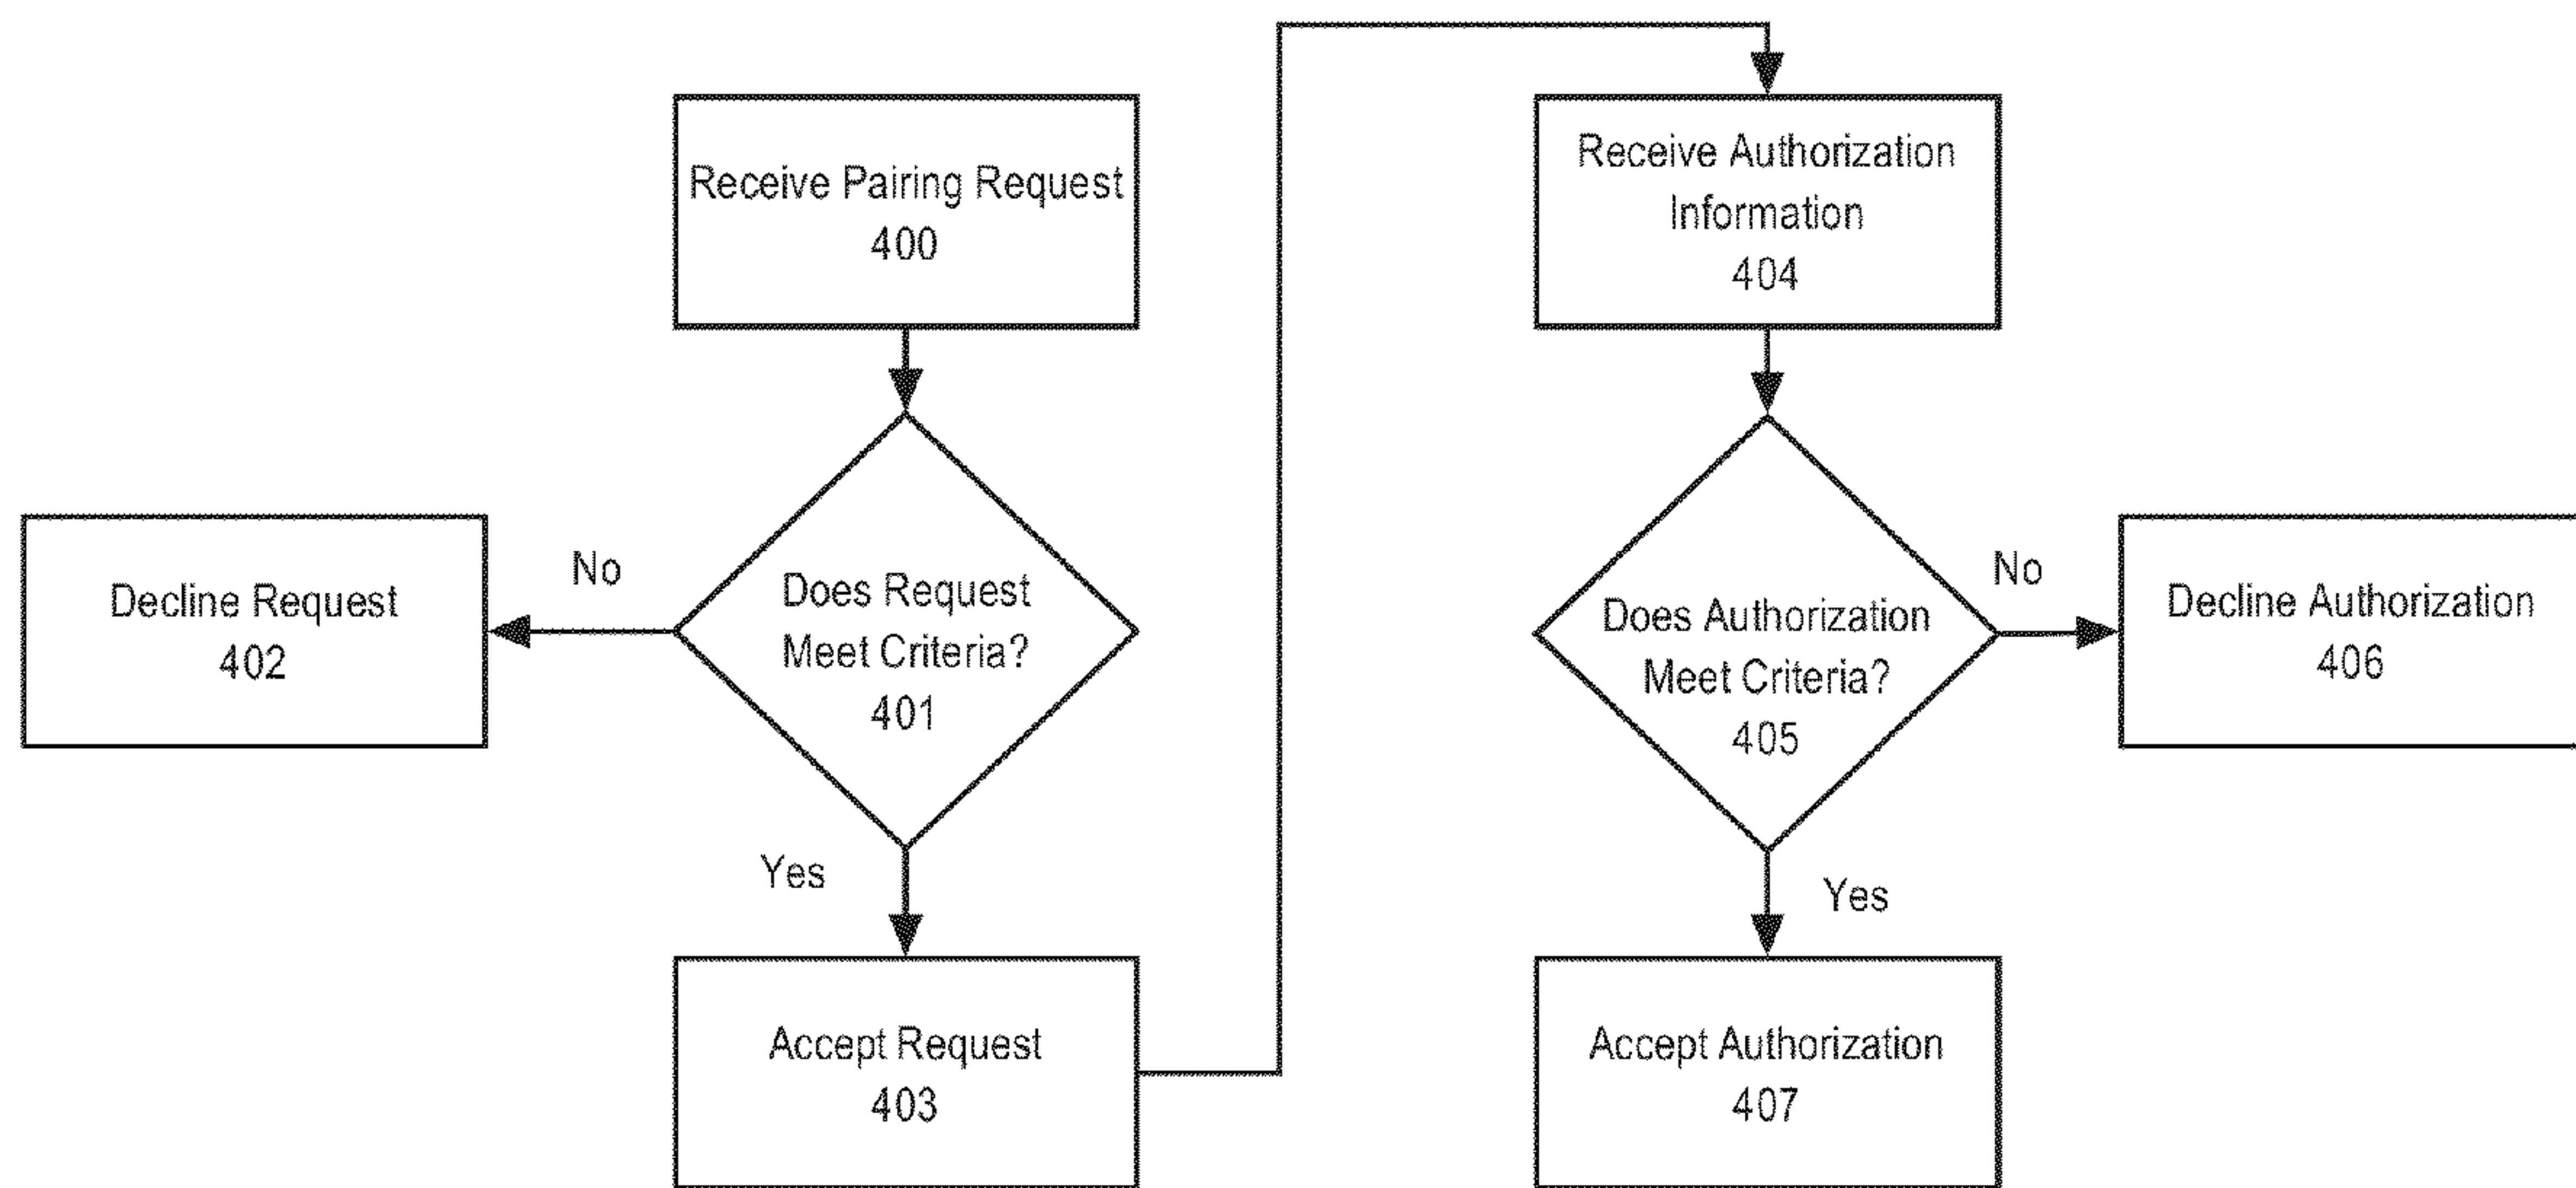 Receive Pairing Request
400
Does Request
Meet Criteria?
401
No
Decline Request
402
Yes
Accept Request
403
Receive Authorization
Information
404
Does Authorization
Meet Criteria?
405
No
Decline Authorization
406
Yes
Accept Authorization
407